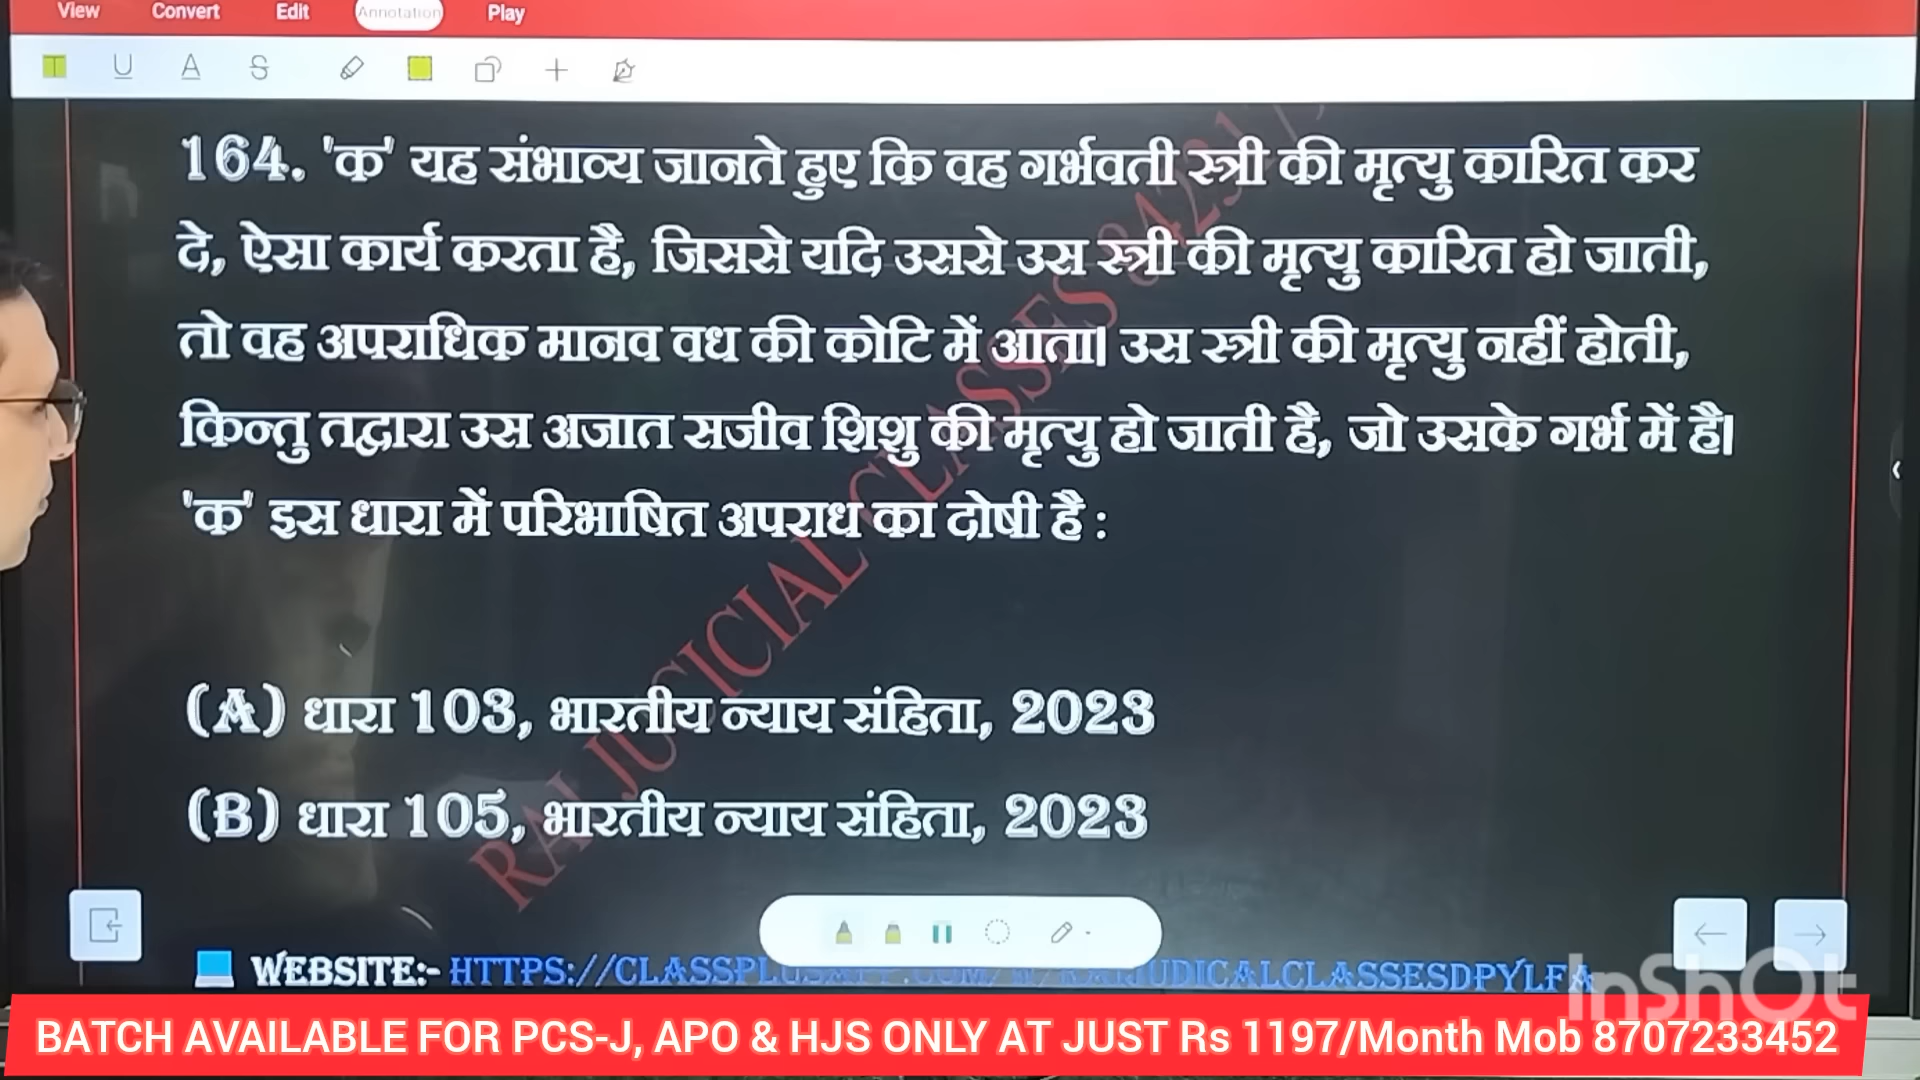 View Convert Edit Annotation Play
T U A S
164. 'क' यह संभाव्य जानते हुए कि वह गर्भवती स्त्री की मृत्यु कारित कर
दे, ऐसा कार्य करता है, जिससे यदि उससे उस स्त्री की मृत्यु कारित हो जाती,
तो वह अपराधिक मानव वध की कोटि में आता। उस स्त्री की मृत्यु नहीं होती,
किन्तु तद्वारा उस अजात सजीव शिशु की मृत्यु हो जाती है, जो उसके गर्भ में है।
'क' इस धारा में परिभाषित अपराध का दोषी है :
(A) धारा 103, भारतीय न्याय संहिता, 2023
(B) धारा 105, भारतीय न्याय संहिता, 2023
JUDICIAL CLASSES
WEBSITE:-
InShOt
BATCH AVAILABLE FOR PCS-J, APO & HJS ONLY AT JUST Rs 1197/Month Mob 8707233452